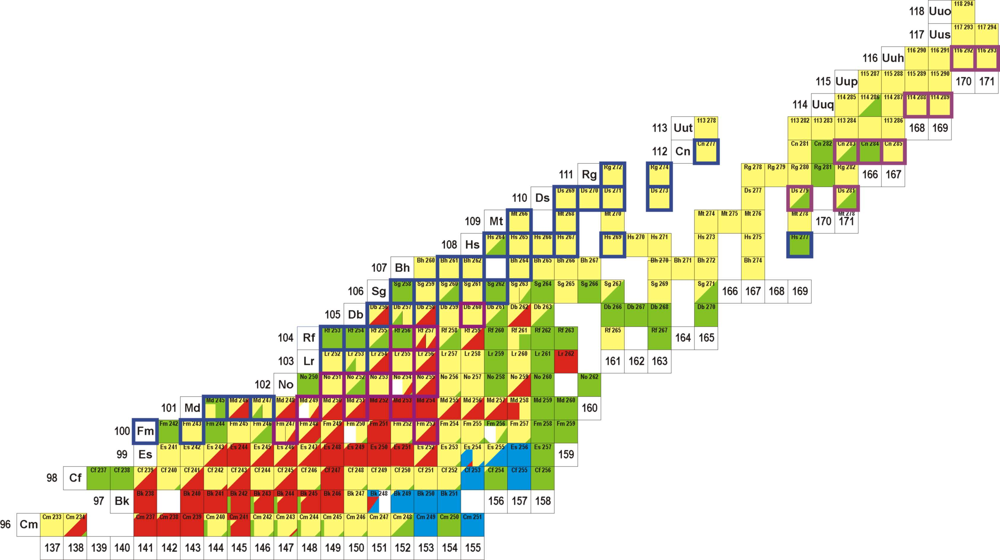 118 Uuo 118 294
117 Uus 117 293 117 294
116 Uuh 116 290 116 291 116 292 116 293
115 Uup 115 287 115 288 115 289 115 290 170 171
114 Uuq 114 285 114 286 114 287 114 288 114 289
113 Uut 113 278 113 282 113 283 113 284 113 286 168 169
112 Cn Cn 277 Cn 281 Cn 282 Cn 283 Cn 284 Cn 285
111 Rg Rg 272 Rg 274 Rg 278 Rg 279 Rg 280 Rg 281 Rg 282 166 167
110 Ds Ds 269 Ds 270 Ds 271 Ds 273 Ds 277 Ds 279 Ds 281
109 Mt Mt 266 Mt 268 Mt 270 Mt 274 Mt 275 Mt 276 Mt 278 170 Mt 278 171
108 Hs Hs 264 Hs 265 Hs 266 Hs 267 Hs 269 Hs 270 Hs 271 Hs 273 Hs 275 Hs 277
107 Bh Bh 260 Bh 261 Bh 262 Bh 264 Bh 265 Bh 266 Bh 267 Bh 270 Bh 271 Bh 272 Bh 274
106 Sg Sg 258 Sg 259 Sg 260 Sg 261 Sg 262 Sg 263 Sg 264 Sg 265 Sg 266 Sg 267 Sg 269 Sg 271 166 167 168 169
105 Db Db 256 Db 257 Db 258 Db 259 Db 260 Db 261 Db 262 Db 263 Db 266 Db 267 Db 268 Db 270
104 Rf Rf 253 Rf 254 Rf 255 Rf 256 Rf 257 Rf 258 Rf 259 Rf 260 Rf 261 Rf 262 Rf 263 Rf 265 Rf 267 164 165
103 Lr Lr 252 Lr 253 Lr 254 Lr 255 Lr 256 Lr 257 Lr 258 Lr 259 Lr 260 Lr 261 Lr 262 161 162 163
102 No No 250 No 251 No 252 No 253 No 254 No 255 No 256 No 257 No 258 No 259 No 260 No 262
101 Md Md 245 Md 246 Md 247 Md 248 Md 249 Md 250 Md 251 Md 252 Md 253 Md 254 Md 255 Md 256 Md 257 Md 258 Md 259 Md 260 160
100 Fm Fm 242 Fm 243 Fm 244 Fm 245 Fm 246 Fm 247 Fm 248 Fm 249 Fm 250 Fm 251 Fm 252 Fm 253 Fm 254 Fm 255 Fm 256 Fm 257 Fm 258 Fm 259
99 Es Es 241 Es 242 Es 243 Es 244 Es 245 Es 246 Es 247 Es 248 Es 249 Es 250 Es 251 Es 252 Es 253 Es 254 Es 255 Es 256 Es 257 159
98 Cf Cf 237 Cf 238 Cf 239 Cf 240 Cf 241 Cf 242 Cf 243 Cf 244 Cf 245 Cf 246 Cf 247 Cf 248 Cf 249 Cf 250 Cf 251 Cf 252 Cf 253 Cf 254 Cf 255 Cf 256
97 Bk Bk 238 Bk 240 Bk 241 Bk 242 Bk 243 Bk 244 Bk 245 Bk 246 Bk 247 Bk 248 Bk 249 Bk 250 Bk 251 156 157 158
96 Cm Cm 233 Cm 234 Cm 237 Cm 238 Cm 239 Cm 240 Cm 241 Cm 242 Cm 243 Cm 244 Cm 245 Cm 246 Cm 247 Cm 248 Cm 249 Cm 250 Cm 251
137 138 139 140 141 142 143 144 145 146 147 148 149 150 151 152 153 154 155